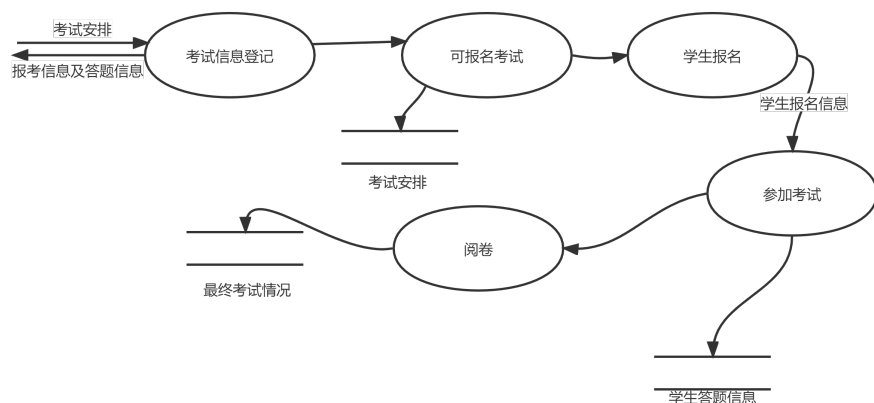 考试安排
报考信息及答题信息
考试信息登记
可报名考试
学生报名
学生报名信息
考试安排
参加考试
阅卷
最终考试情况
学生答题信息